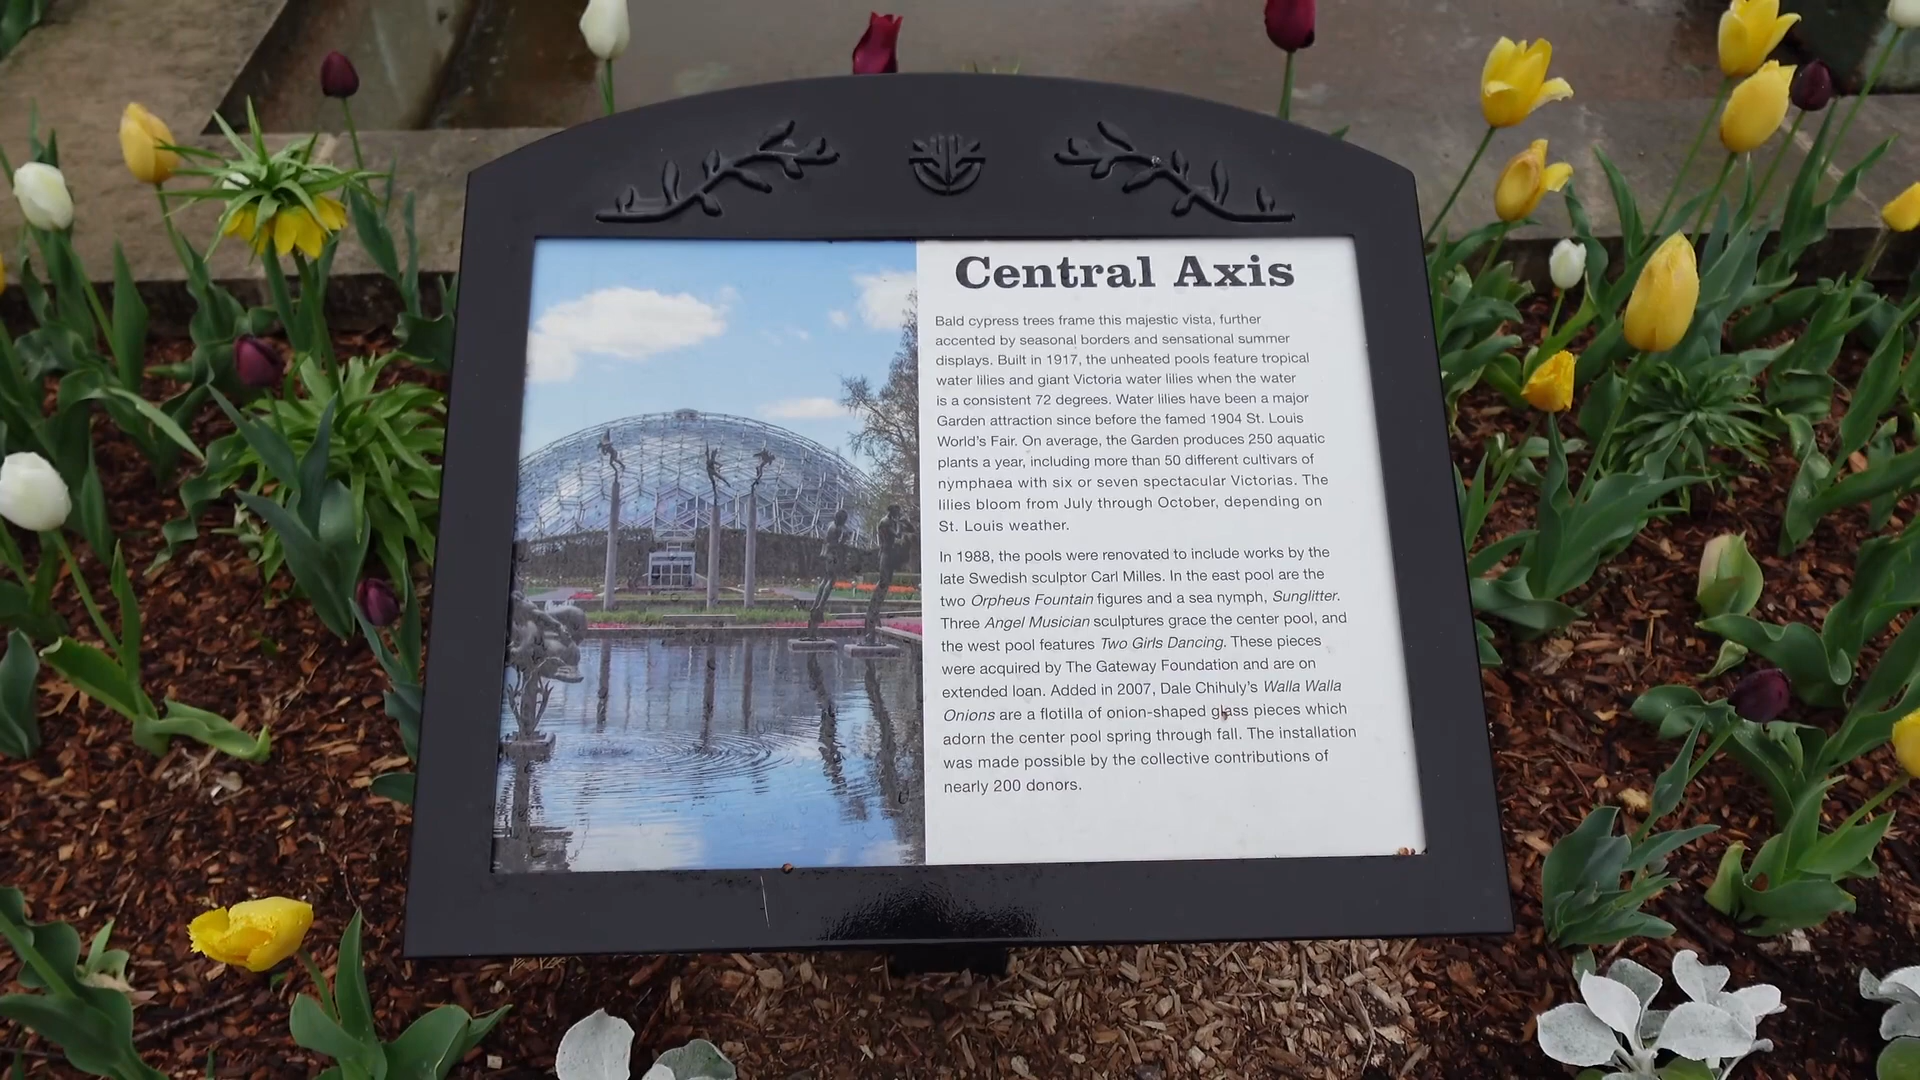 Central Axis
Bald cypress trees frame this majestic vista, further
accented by seasonal borders and sensational summer
displays. Built in 1917, the unheated pools feature tropical
water lilies and giant Victoria water lilies when the water
is a consistent 72 degrees. Water lilies have been a major
Garden attraction since before the famed 1904 St. Louis
World's Fair. On average, the Garden produces 250 aquatic
plants a year, including more than 50 different cultivars of
nymphaea with six or seven spectacular Victorias. The
lilies bloom from July through October, depending on
St. Louis weather.
In 1988, the pools were renovated to include works by the
late Swedish sculptor Carl Milles. In the east pool are the
two Orpheus Fountain figures and a sea nymph, Sunglitter.
Three Angel Musician sculptures grace the center pool, and
the west pool features Two Girls Dancing. These pieces
were acquired by The Gateway Foundation and are on
extended loan. Added in 2007, Dale Chihuly's Walla Walla
Onions are a flotilla of onion-shaped glass pieces which
adorn the center pool spring through fall. The installation
was made possible by the collective contributions of
nearly 200 donors.